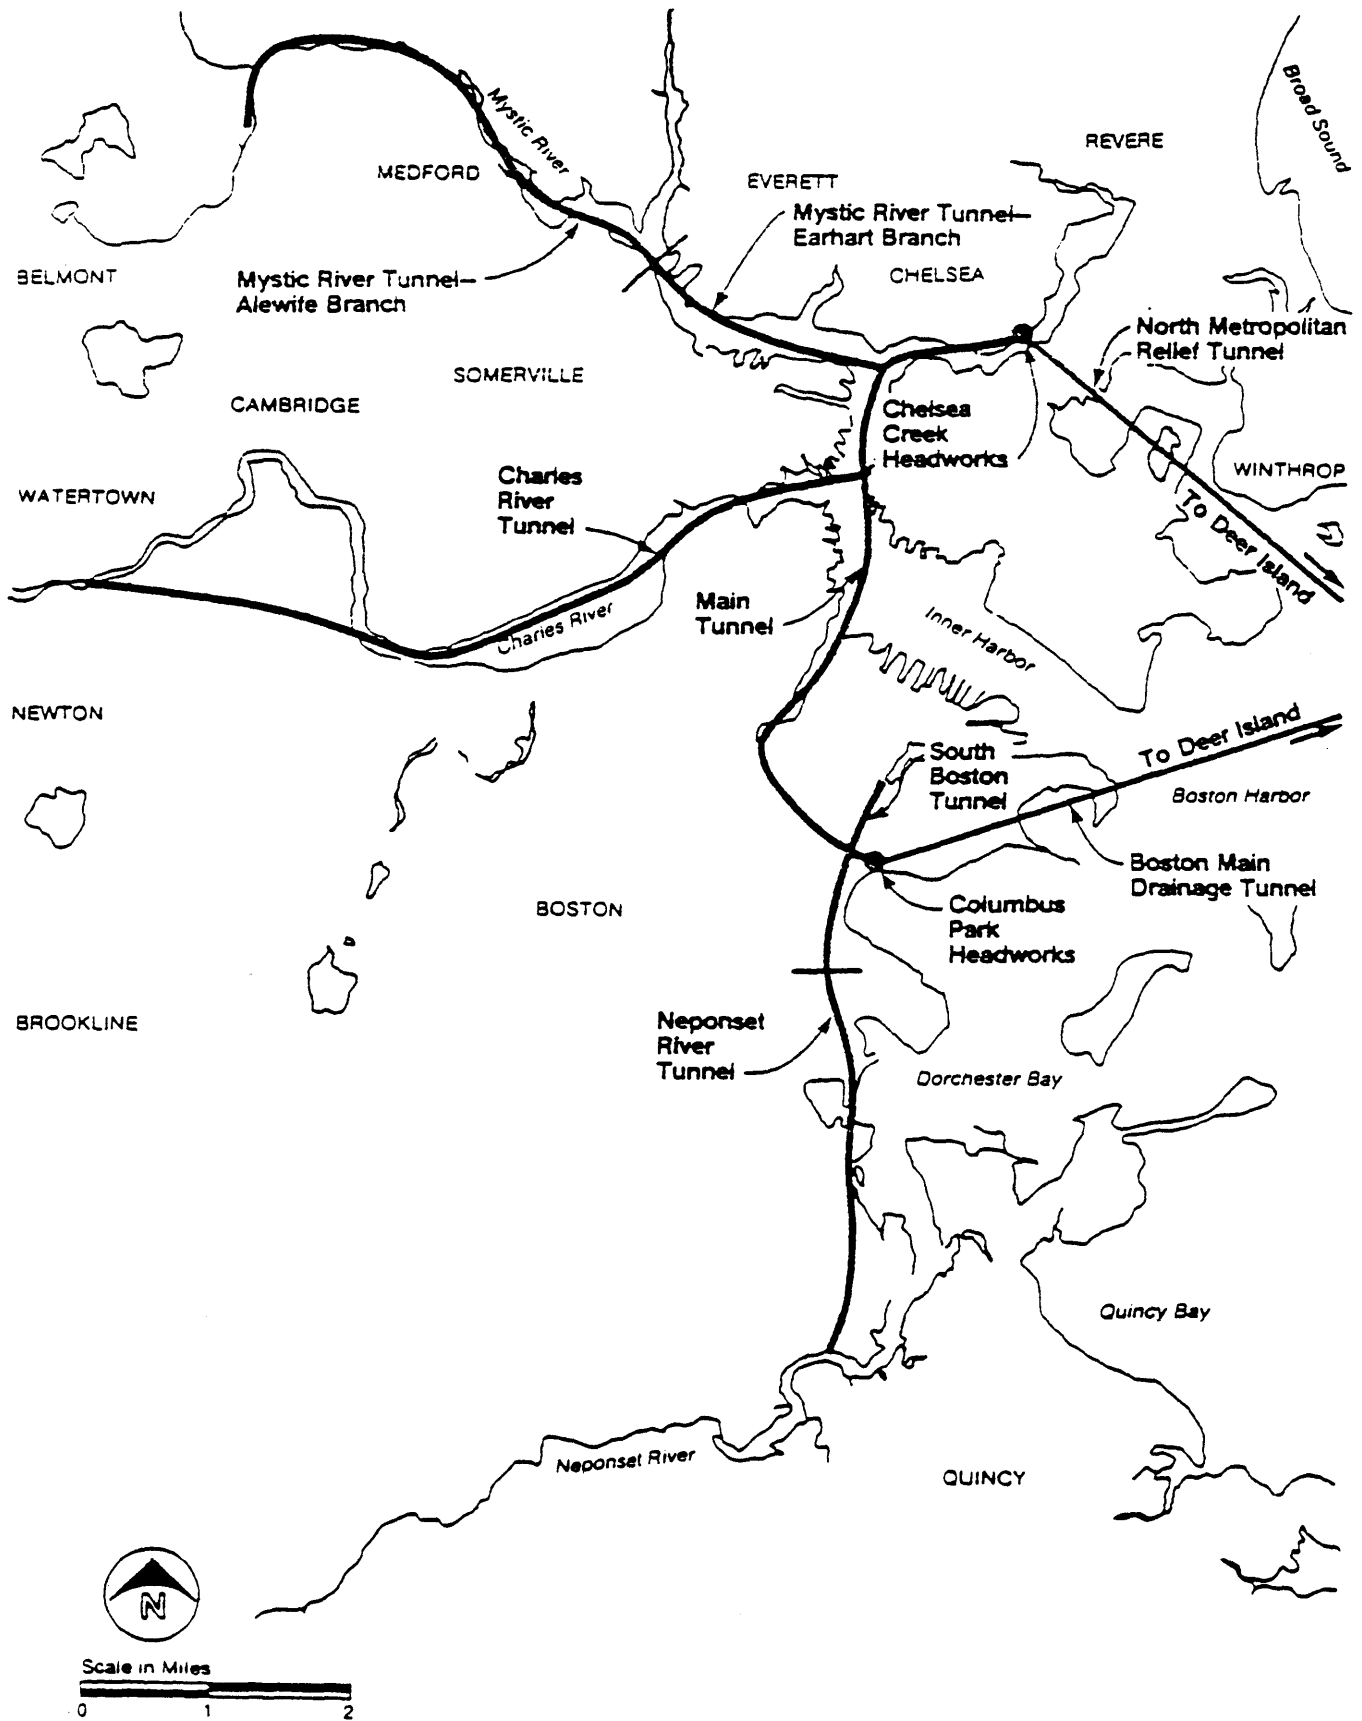 Broad Sound
REVERE
Mystic River
MEDFORD
EVERETT
Mystic River Tunnel—
Earhart Branch
CHELSEA
BELMONT
Mystic River Tunnel—
Alewife Branch
North Metropolitan
Relief Tunnel
SOMERVILLE
CAMBRIDGE
Chelsea
Creek
Headworks
WINTHROP
WATERTOWN
Charles
River
Tunnel
To Deer Island
Main
Tunnel
Charles River
Inner Harbor
NEWTON
To Deer Island
South
Boston
Tunnel
Boston Harbor
Boston Main
Drainage Tunnel
BOSTON
Columbus
Park
Headworks
BROOKLINE
Neponset
River
Tunnel
Dorchester Bay
Quincy Bay
Neponset River
QUINCY
N
Scale in Miles
0 1 2